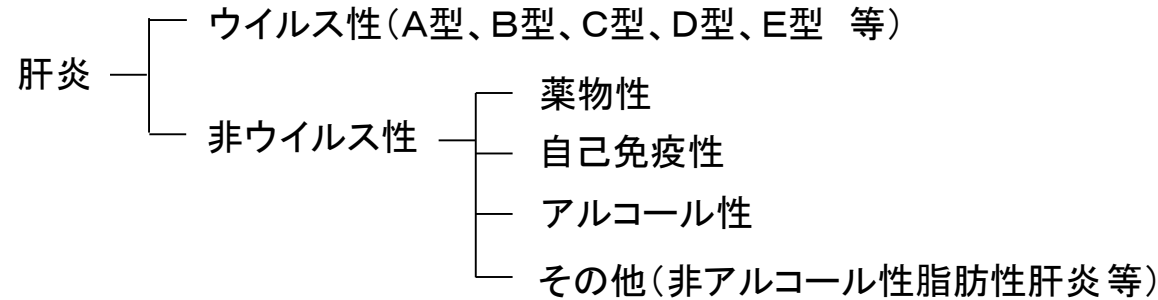 ウイルス性（A型、B型、C型、D型、E型　等）
肝炎
薬物性
非ウイルス性
自己免疫性
アルコール性
その他（非アルコール性脂肪性肝炎等）